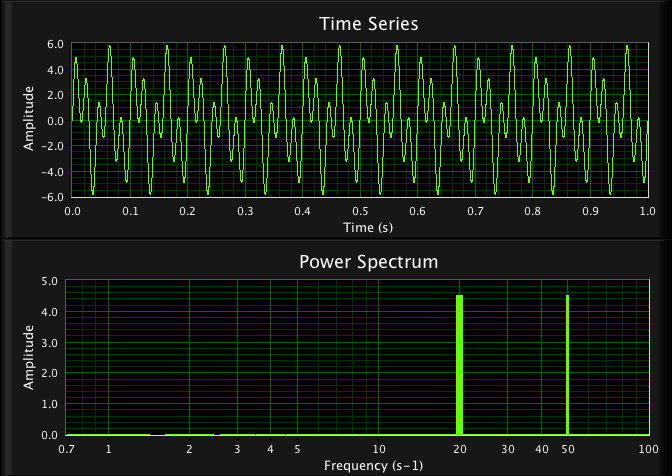 Time Series
Amplitude
6.0
4.0
2.0
0.0
−2.0
−4.0
−6.0
0.0 0.1 0.2 0.3 0.4 0.5 0.6 0.7 0.8 0.9 1.0
Time (s)
Power Spectrum
Amplitude
5.0
4.0
3.0
2.0
1.0
0.0
0.7 1 2 3 4 5 10 20 30 40 50 100
Frequency (s−1)